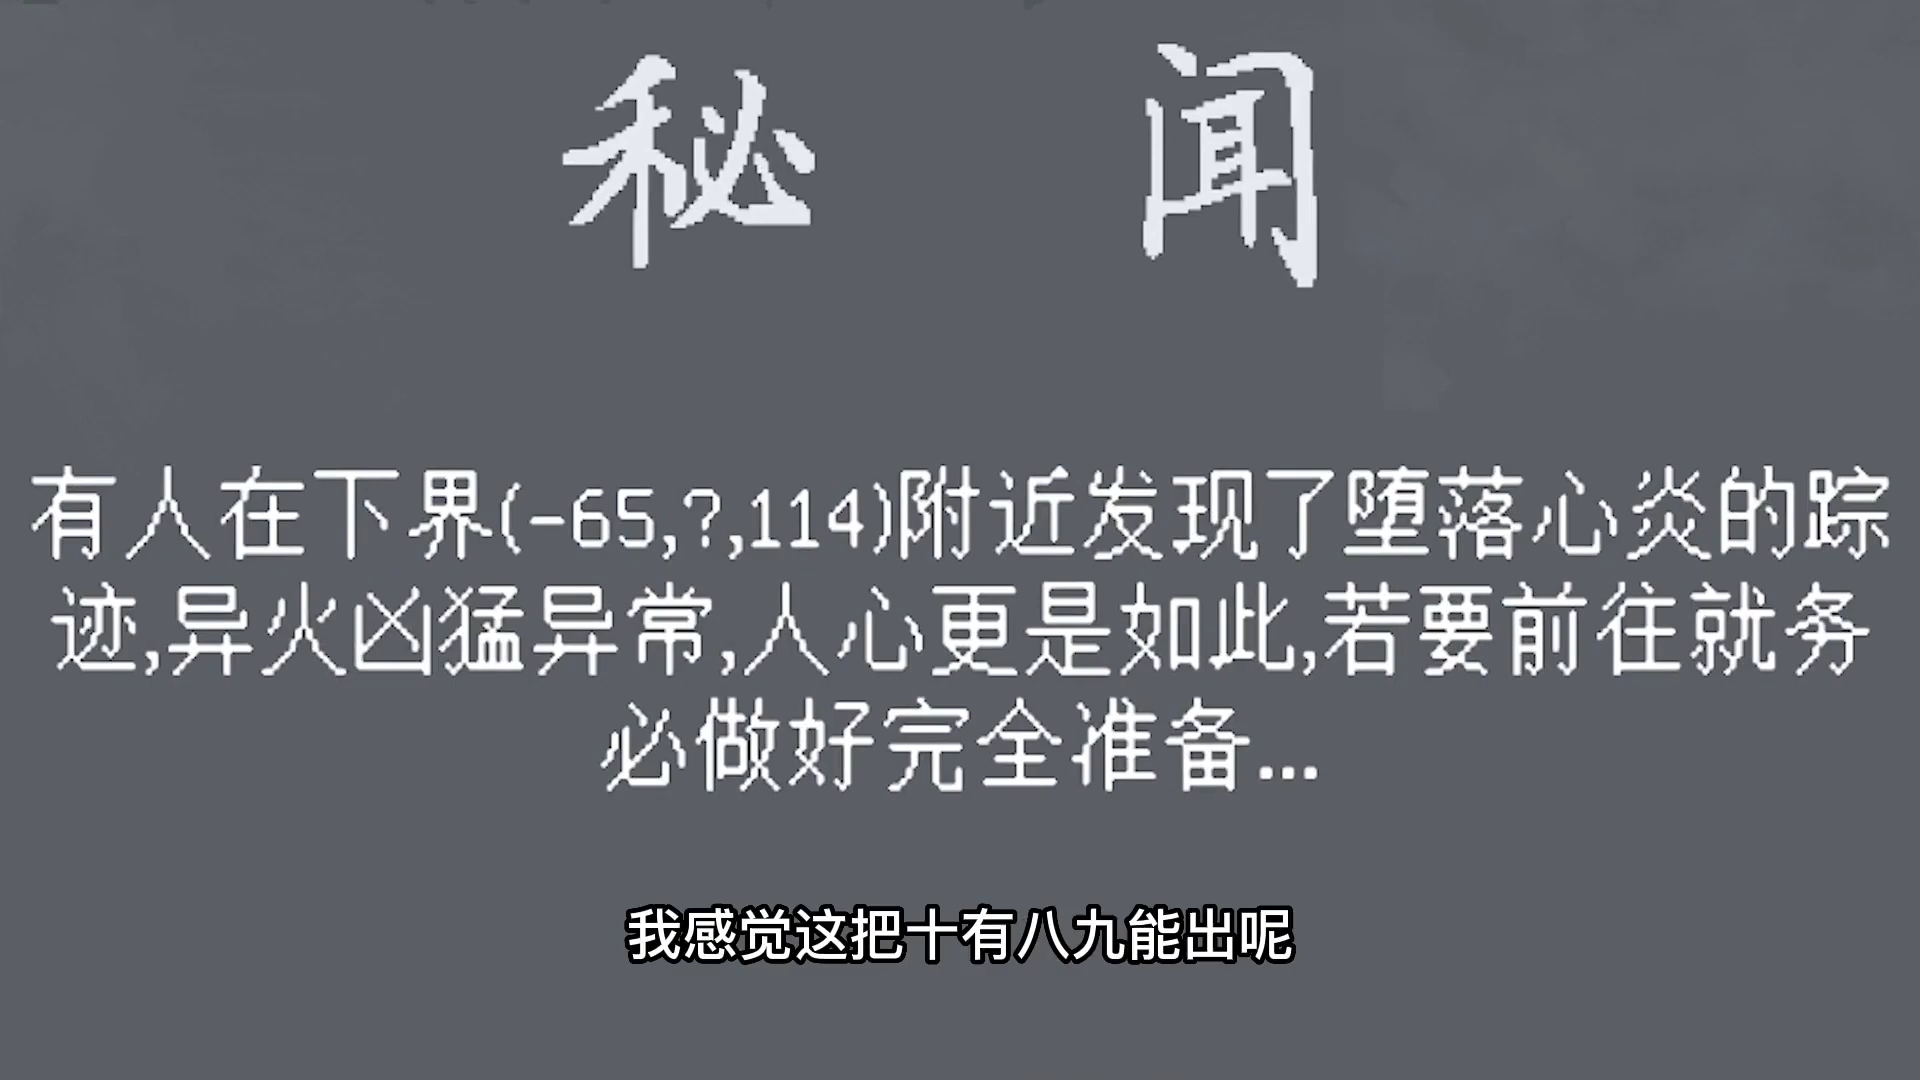 秘闻
有人在下界(-65,?,114)附近发现了堕落心炎的踪
迹,异火凶猛异常,人心更是如此,若要前往就务
必做好完全准备...
我感觉这把十有八九能出呢